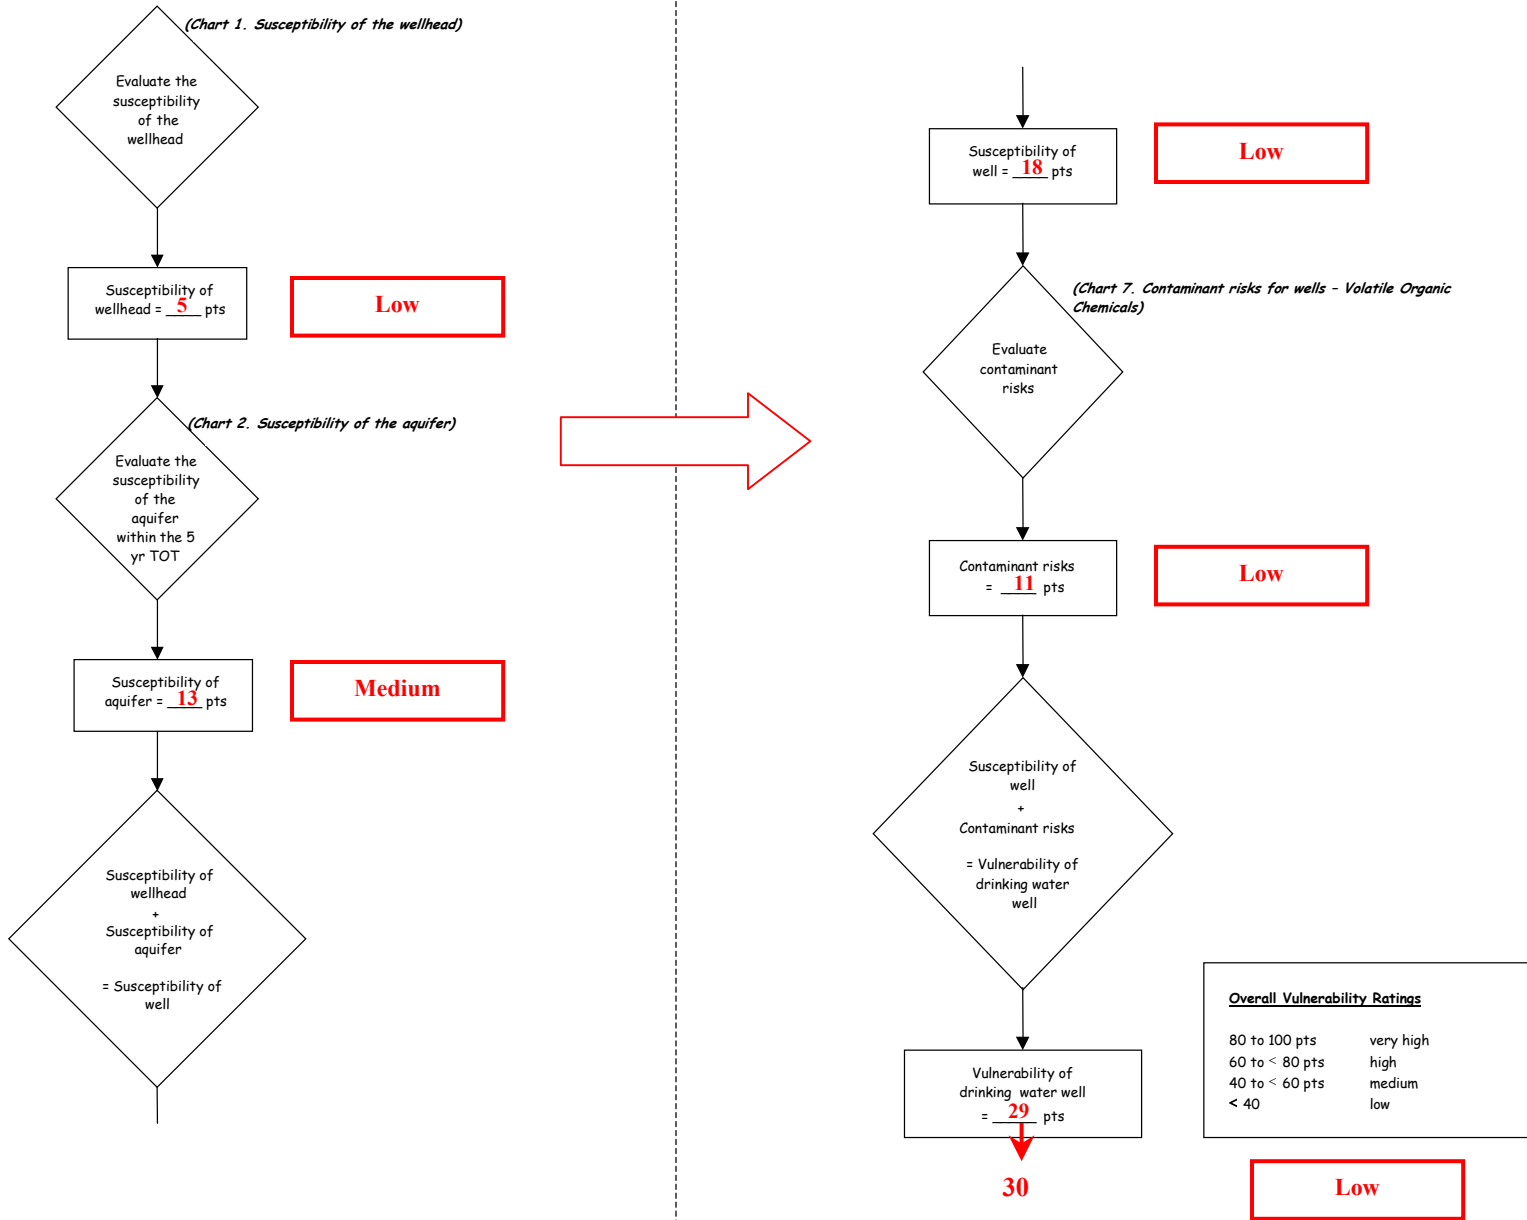 (Chart 1. Susceptibility of the wellhead)
Evaluate the
susceptibility
of the
wellhead
Susceptibility of
wellhead = __5__ pts
Low
(Chart 2. Susceptibility of the aquifer)
Evaluate the
susceptibility
of the
aquifer
within the 5
yr TOT
Susceptibility of
aquifer = __13__ pts
Medium
Susceptibility of
wellhead
+
Susceptibility of
aquifer
= Susceptibility of
well
Susceptibility of
well = __18__ pts
Low
(Chart 7. Contaminant risks for wells – Volatile Organic
Chemicals)
Evaluate
contaminant
risks
Contaminant risks
= __11__ pts
Low
Susceptibility of
well
+
Contaminant risks
= Vulnerability of
drinking water
well
Vulnerability of
drinking water well
= __29__ pts
30
Overall Vulnerability Ratings
80 to 100 pts very high
60 to < 80 pts high
40 to < 60 pts medium
< 40 low
Low